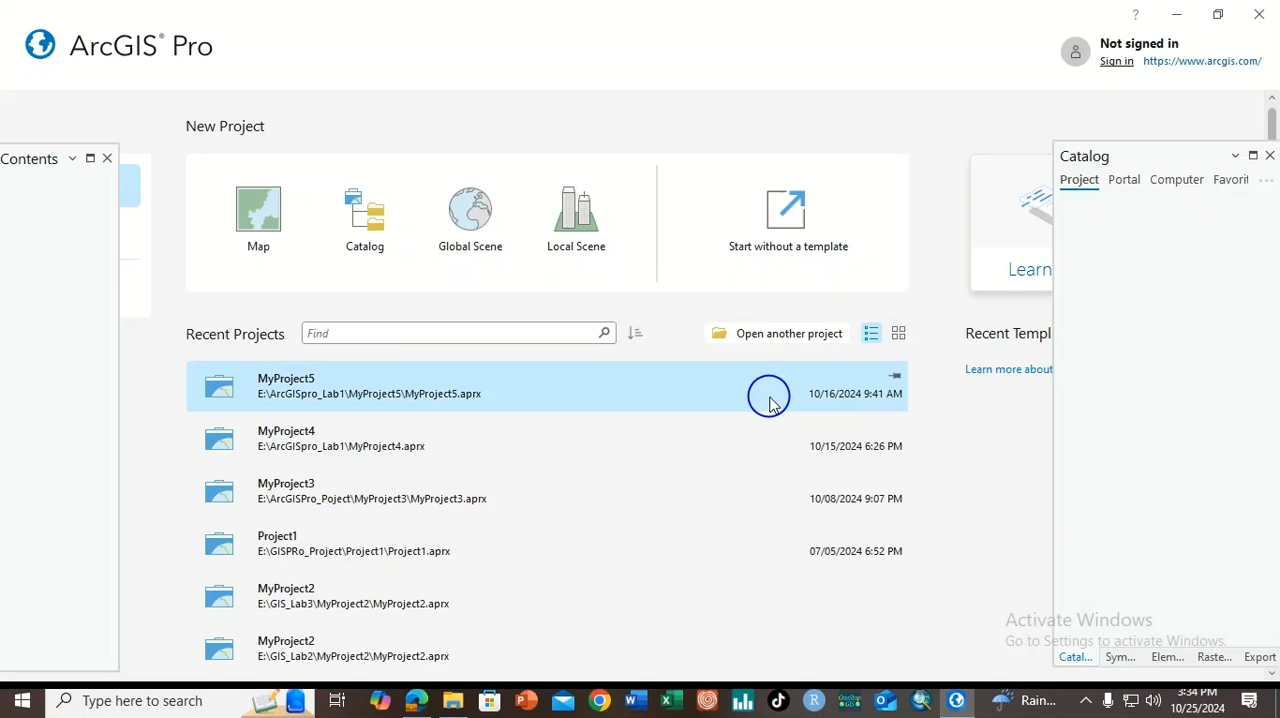 ArcGIS® Pro
?
Not signed in
Sign in https://www.arcgis.com/
New Project
Contents
Catalog
Project Portal Computer Favorit ...
Map
Catalog
Global Scene
Local Scene
Start without a template
Learn
Recent Projects
Find
Open another project
Recent Templ
Learn more about
MyProject5
E:\ArcGISpro_Lab1\MyProject5\MyProject5.aprx
10/16/2024 9:41 AM
MyProject4
E:\ArcGISpro_Lab1\MyProject4.aprx
10/15/2024 6:26 PM
MyProject3
E:\ArcGISPro_Poject\MyProject3\MyProject3.aprx
10/08/2024 9:07 PM
Project1
E:\GISPRo_Project\Project1\Project1.aprx
07/05/2024 6:52 PM
MyProject2
E:\GIS_Lab3\MyProject2\MyProject2.aprx
MyProject2
E:\GIS_Lab2\MyProject2\MyProject2.aprx
Activate Windows
Go to Settings to activate Windows.
Catal... Sym... Elem... Raste... Export
Type here to search
Rain...
3:34 PM
10/25/2024